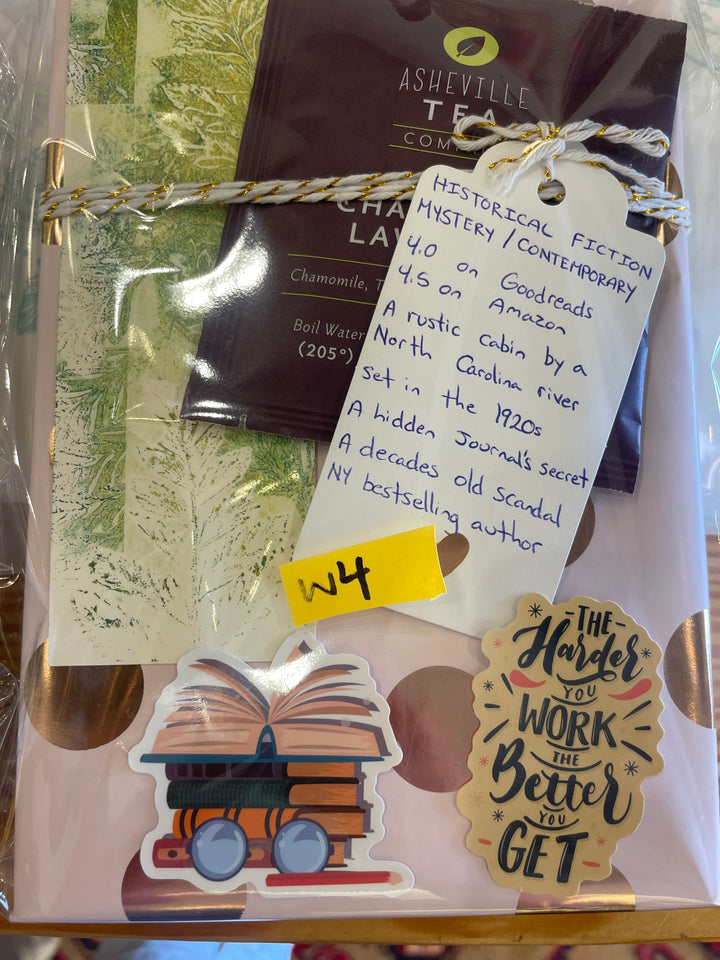 ASHEVILLE
TEA
COM
CHA
LAV
Chamomile, T
Boil Water
(205°)
HISTORICAL FICTION
MYSTERY / CONTEMPORARY
4.0 on Goodreads
4.5 on Amazon
A rustic cabin by a
North Carolina river
set in the 1920s
A hidden Journal's secret
A decades old scandal
NY bestselling author
W4
-THE-
Harder
YOU
WORK
THE
Better
YOU
GET